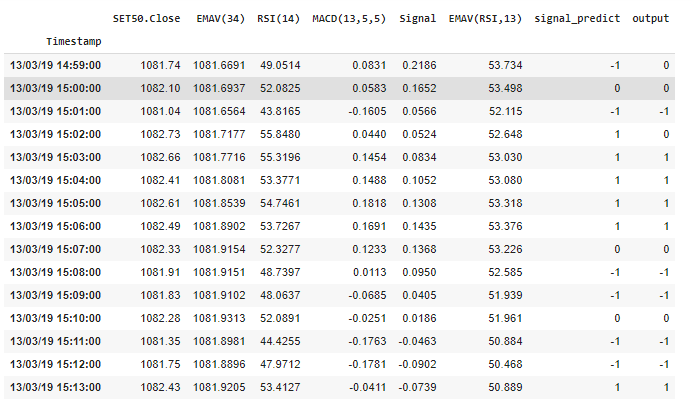 SET50.Close EMAV(34) RSI(14) MACD(13,5,5) Signal EMAV(RSI,13) signal_predict output
Timestamp
13/03/19 14:59:00 1081.74 1081.6691 49.0514 0.0831 0.2186 53.734 -1 0
13/03/19 15:00:00 1082.10 1081.6937 52.0825 0.0583 0.1652 53.498 0 0
13/03/19 15:01:00 1081.04 1081.6564 43.8165 -0.1605 0.0566 52.115 -1 -1
13/03/19 15:02:00 1082.73 1081.7177 55.8480 0.0440 0.0524 52.648 1 0
13/03/19 15:03:00 1082.66 1081.7716 55.3196 0.1454 0.0834 53.030 1 1
13/03/19 15:04:00 1082.41 1081.8081 53.3771 0.1488 0.1052 53.080 1 1
13/03/19 15:05:00 1082.61 1081.8539 54.7461 0.1818 0.1308 53.318 1 1
13/03/19 15:06:00 1082.49 1081.8902 53.7267 0.1691 0.1435 53.376 1 1
13/03/19 15:07:00 1082.33 1081.9154 52.3277 0.1233 0.1368 53.226 0 0
13/03/19 15:08:00 1081.91 1081.9151 48.7397 0.0113 0.0950 52.585 -1 -1
13/03/19 15:09:00 1081.83 1081.9102 48.0637 -0.0685 0.0405 51.939 -1 -1
13/03/19 15:10:00 1082.28 1081.9313 52.0891 -0.0251 0.0186 51.961 0 0
13/03/19 15:11:00 1081.35 1081.8981 44.4255 -0.1763 -0.0463 50.884 -1 -1
13/03/19 15:12:00 1081.75 1081.8896 47.9712 -0.1781 -0.0902 50.468 -1 -1
13/03/19 15:13:00 1082.43 1081.9205 53.4127 -0.0411 -0.0739 50.889 1 1